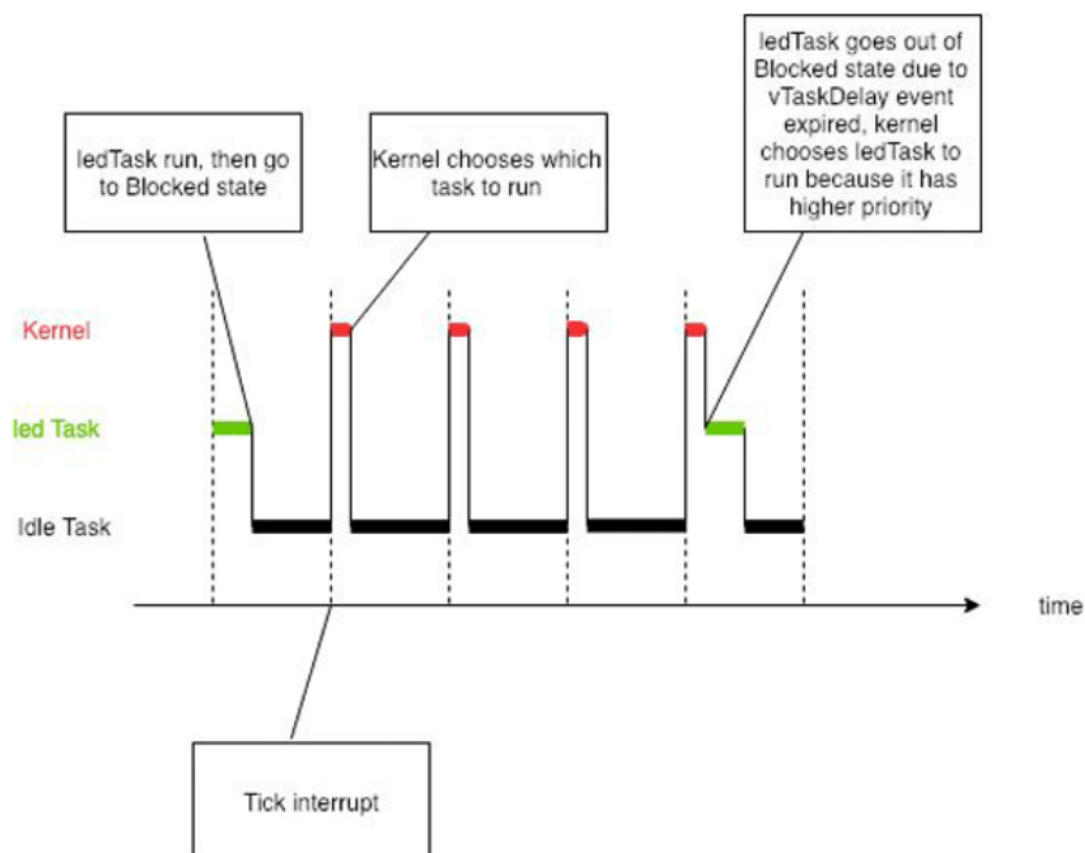 ledTask goes out of
Blocked state due to
vTaskDelay event
expired, kernel
chooses ledTask to
run because it has
higher priority
ledTask run, then go
to Blocked state
Kernel chooses which
task to run
Kernel
led Task
Idle Task
time
Tick interrupt